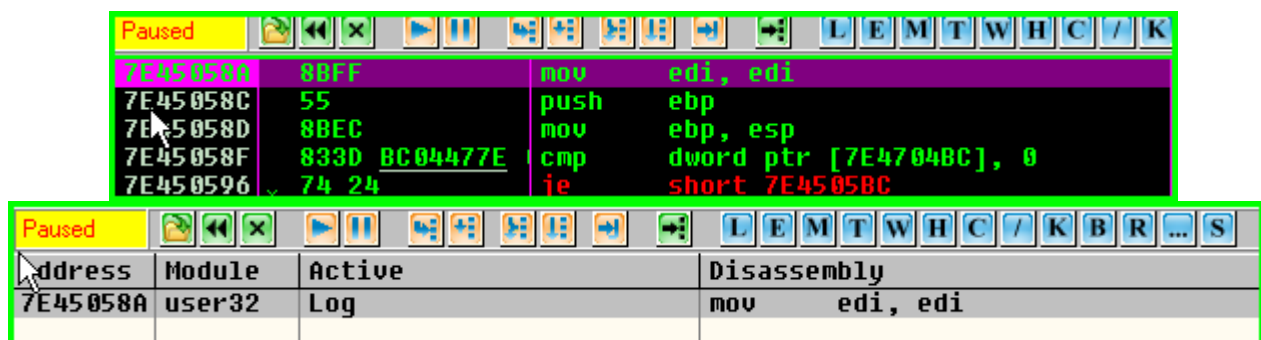 Paused L E M T W H C / K
7E45058A 8BFF mov edi, edi
7E45058C 55 push ebp
7E45058D 8BEC mov ebp, esp
7E45058F 833D BC04477E cmp dword ptr [7E4704BC], 0
7E450596 74 24 je short 7E4505BC
Paused L E M T W H C / K B R ... S
Address Module Active Disassembly
7E45058A user32 Log mov edi, edi